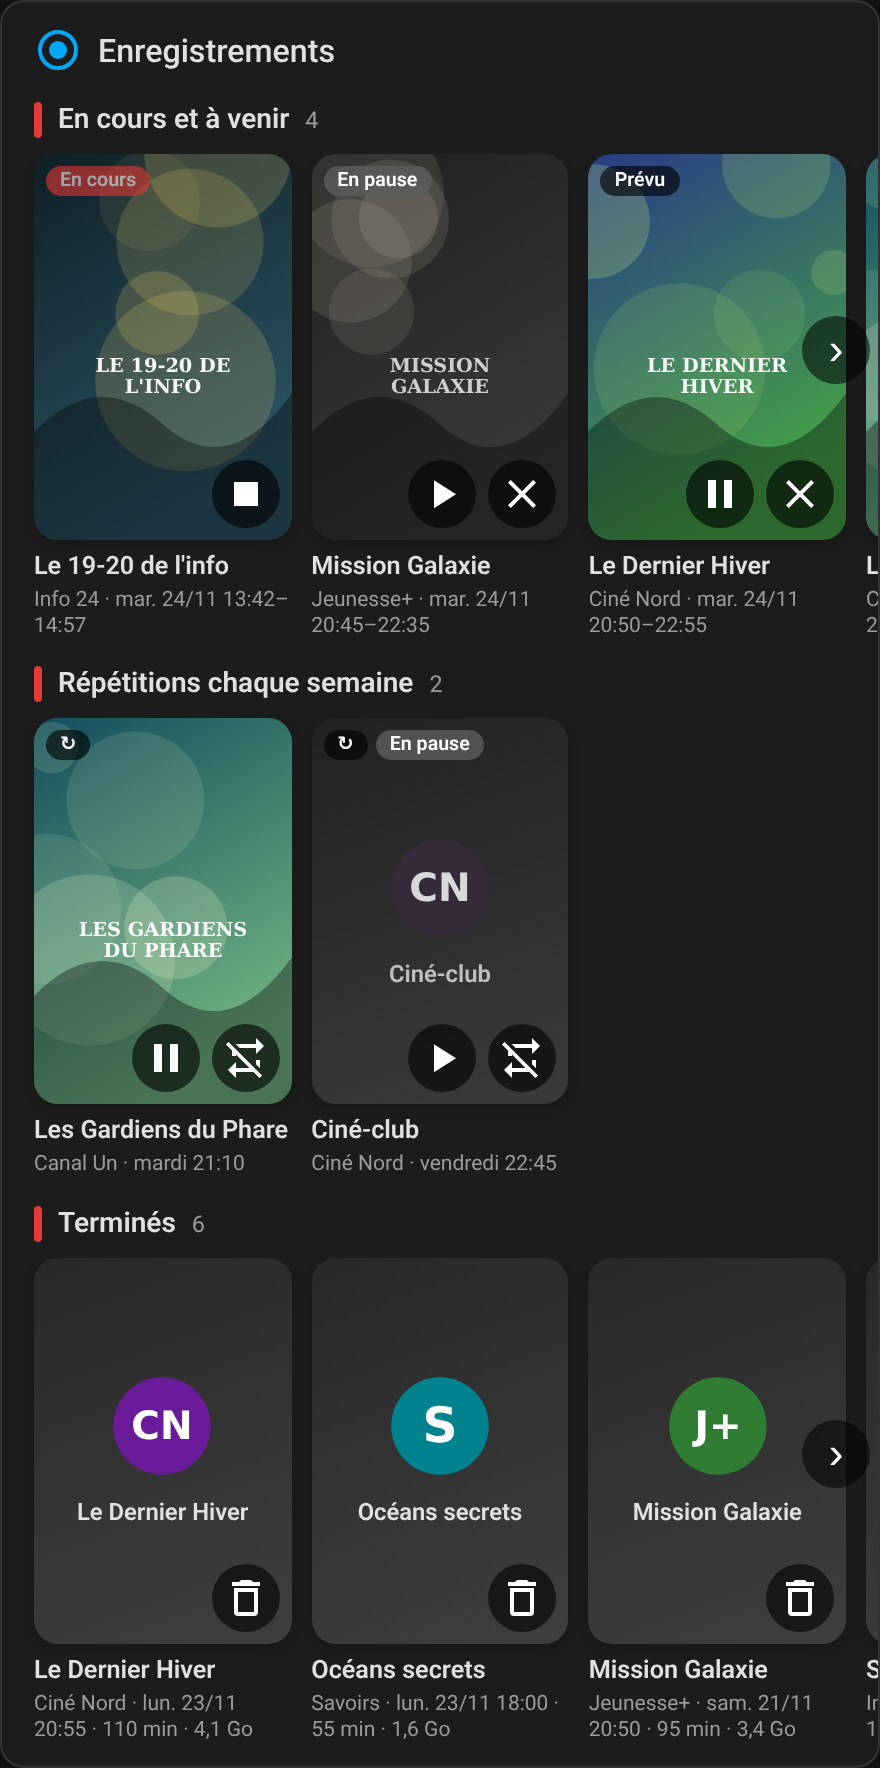 Enregistrements
En cours et à venir 4
En cours
En pause
Prévu
LE 19-20 DE
L'INFO
MISSION
GALAXIE
LE DERNIER
HIVER
›
Le 19-20 de l'info
Info 24 · mar. 24/11 13:42–
14:57
Mission Galaxie
Jeunesse+ · mar. 24/11
20:45–22:35
Le Dernier Hiver
Ciné Nord · mar. 24/11
20:50–22:55
Répétitions chaque semaine 2
↻
↻ En pause
LES GARDIENS
DU PHARE
CN
Ciné-club
Les Gardiens du Phare
Canal Un · mardi 21:10
Ciné-club
Ciné Nord · vendredi 22:45
Terminés 6
CN
Le Dernier Hiver
S
Océans secrets
J+
Mission Galaxie
›
Le Dernier Hiver
Ciné Nord · lun. 23/11
20:55 · 110 min · 4,1 Go
Océans secrets
Savoirs · lun. 23/11 18:00 ·
55 min · 1,6 Go
Mission Galaxie
Jeunesse+ · sam. 21/11
20:50 · 95 min · 3,4 Go